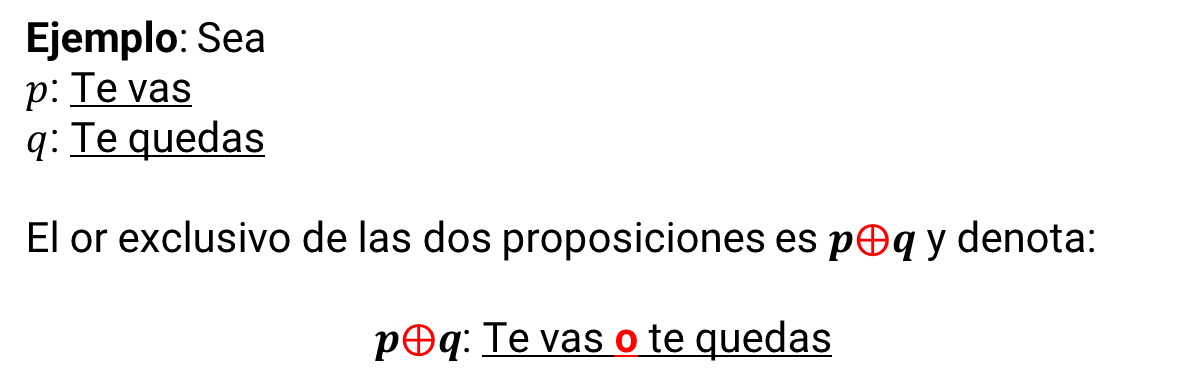 Ejemplo: Sea
p: Te vas
q: Te quedas
El or exclusivo de las dos proposiciones es p⊕q y denota:
p⊕q: Te vas o te quedas